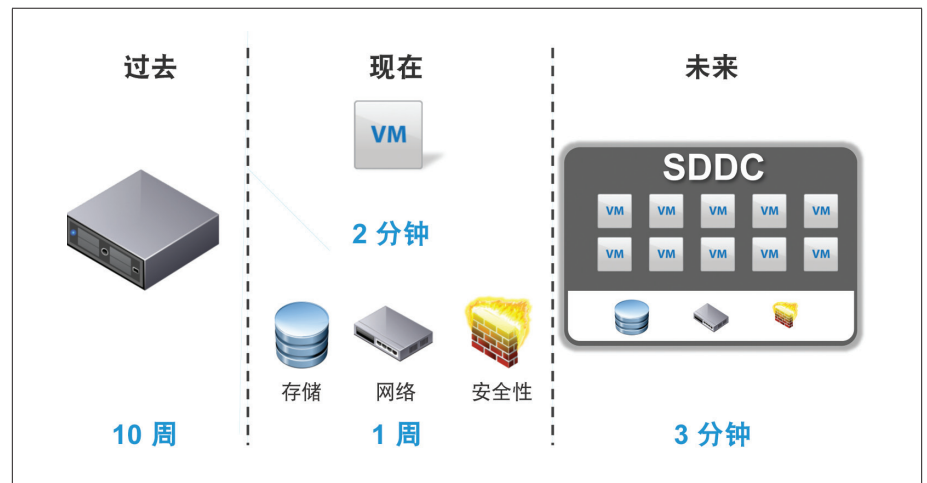 过去
现在
未来
VM
SDDC
VM VM VM VM VM
VM VM VM VM VM
2 分钟
存储 网络 安全性
10 周
1 周
3 分钟